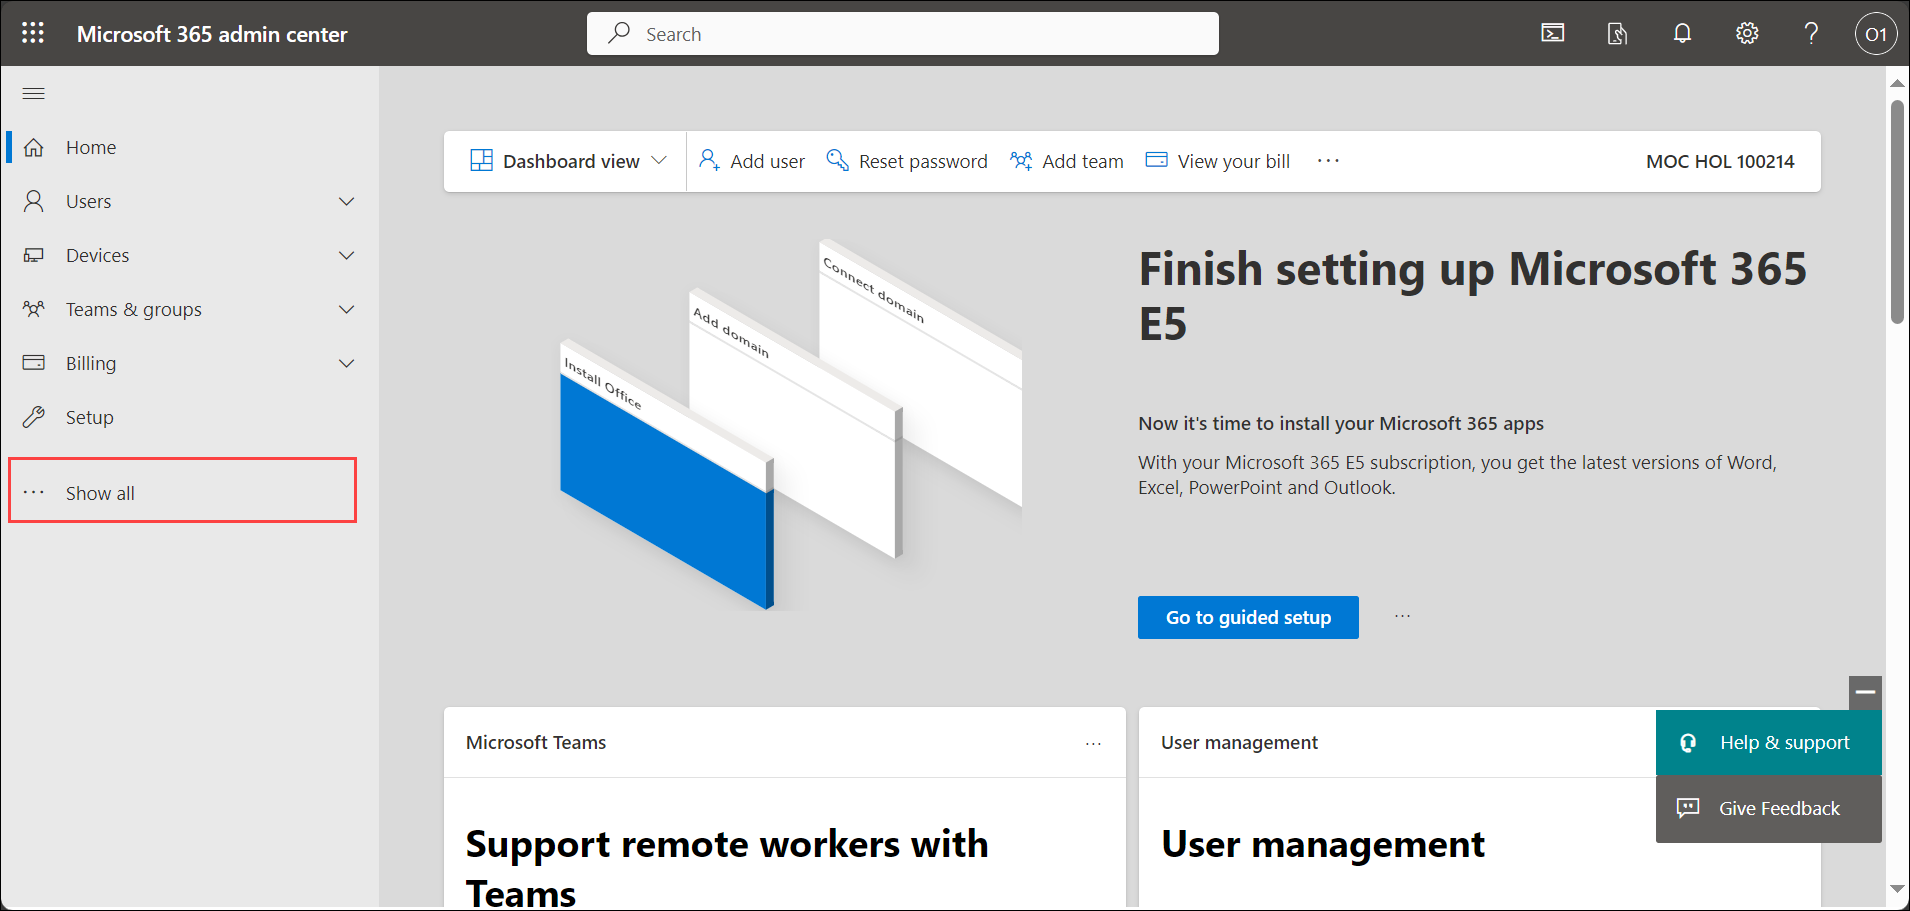 Microsoft 365 admin center
Search
O1
Home
Users
Devices
Teams & groups
Billing
Setup
Show all
Dashboard view
Add user
Reset password
Add team
View your bill
MOC HOL 100214
Connect domain
Add domain
Install Office
Finish setting up Microsoft 365
E5
Now it's time to install your Microsoft 365 apps
With your Microsoft 365 E5 subscription, you get the latest versions of Word,
Excel, PowerPoint and Outlook.
Go to guided setup
Microsoft Teams
Support remote workers with
Teams
User management
User management
Help & support
Give Feedback